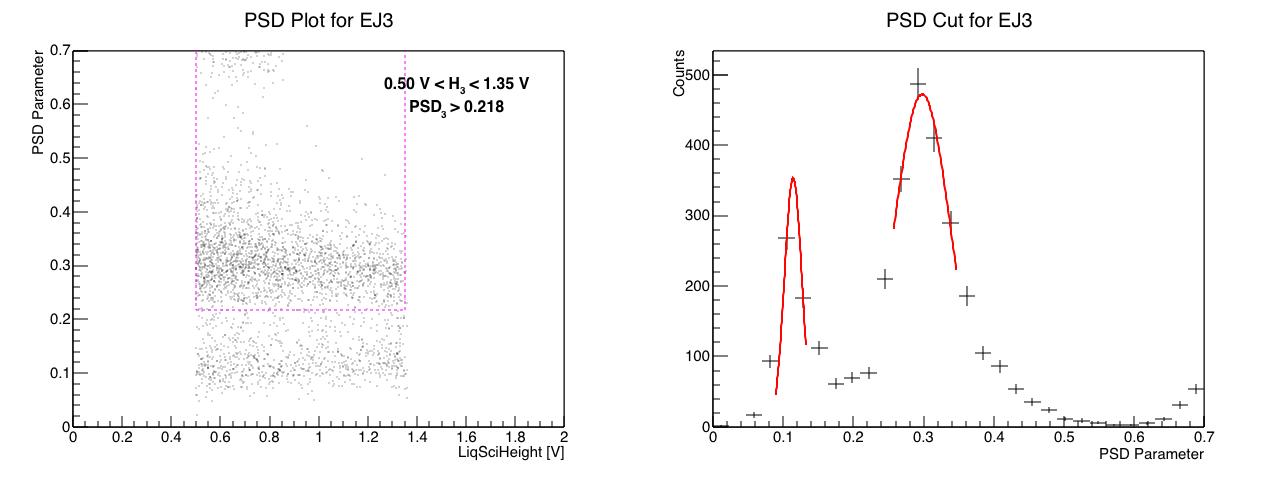 PSD Plot for EJ3
PSD Parameter
0.7
0.6
0.5
0.4
0.3
0.2
0.1
0
0.50 V < H3 < 1.35 V
PSD3 > 0.218
0 0.2 0.4 0.6 0.8 1 1.2 1.4 1.6 1.8 2
LiqSciHeight [V]
PSD Cut for EJ3
Counts
500
400
300
200
100
0
0 0.1 0.2 0.3 0.4 0.5 0.6 0.7
PSD Parameter